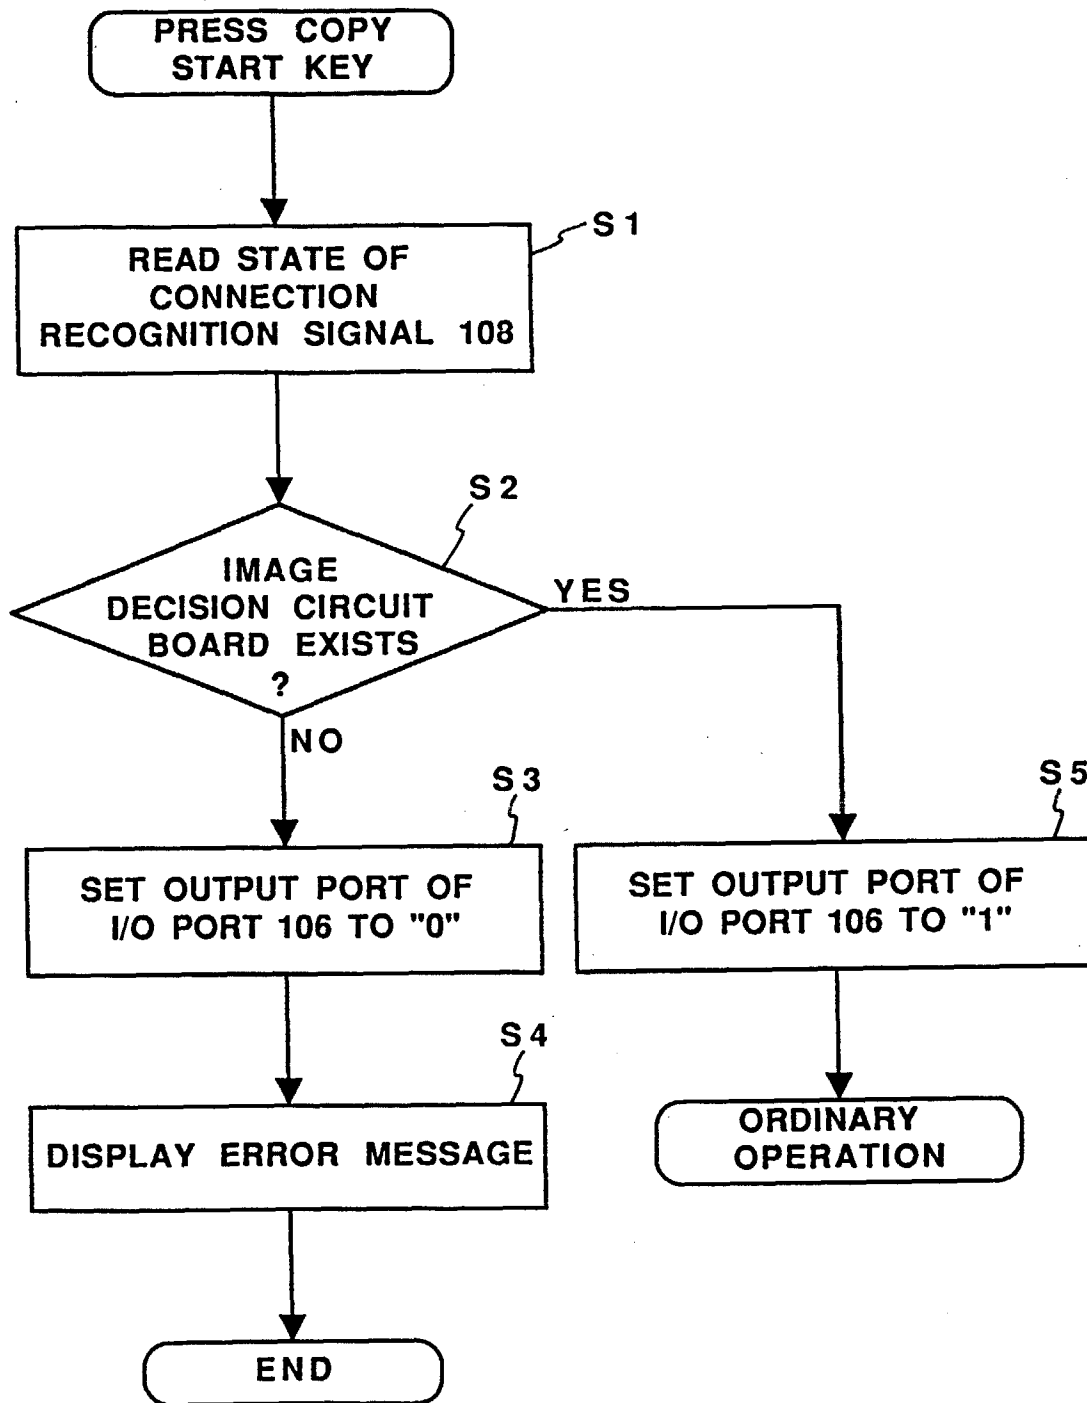 PRESS COPY
START KEY
S1
READ STATE OF
CONNECTION
RECOGNITION SIGNAL 108
S2
IMAGE
DECISION CIRCUIT
BOARD EXISTS
?
YES
NO
S3
SET OUTPUT PORT OF
I/O PORT 106 TO "0"
S5
SET OUTPUT PORT OF
I/O PORT 106 TO "1"
S4
DISPLAY ERROR MESSAGE
ORDINARY
OPERATION
END